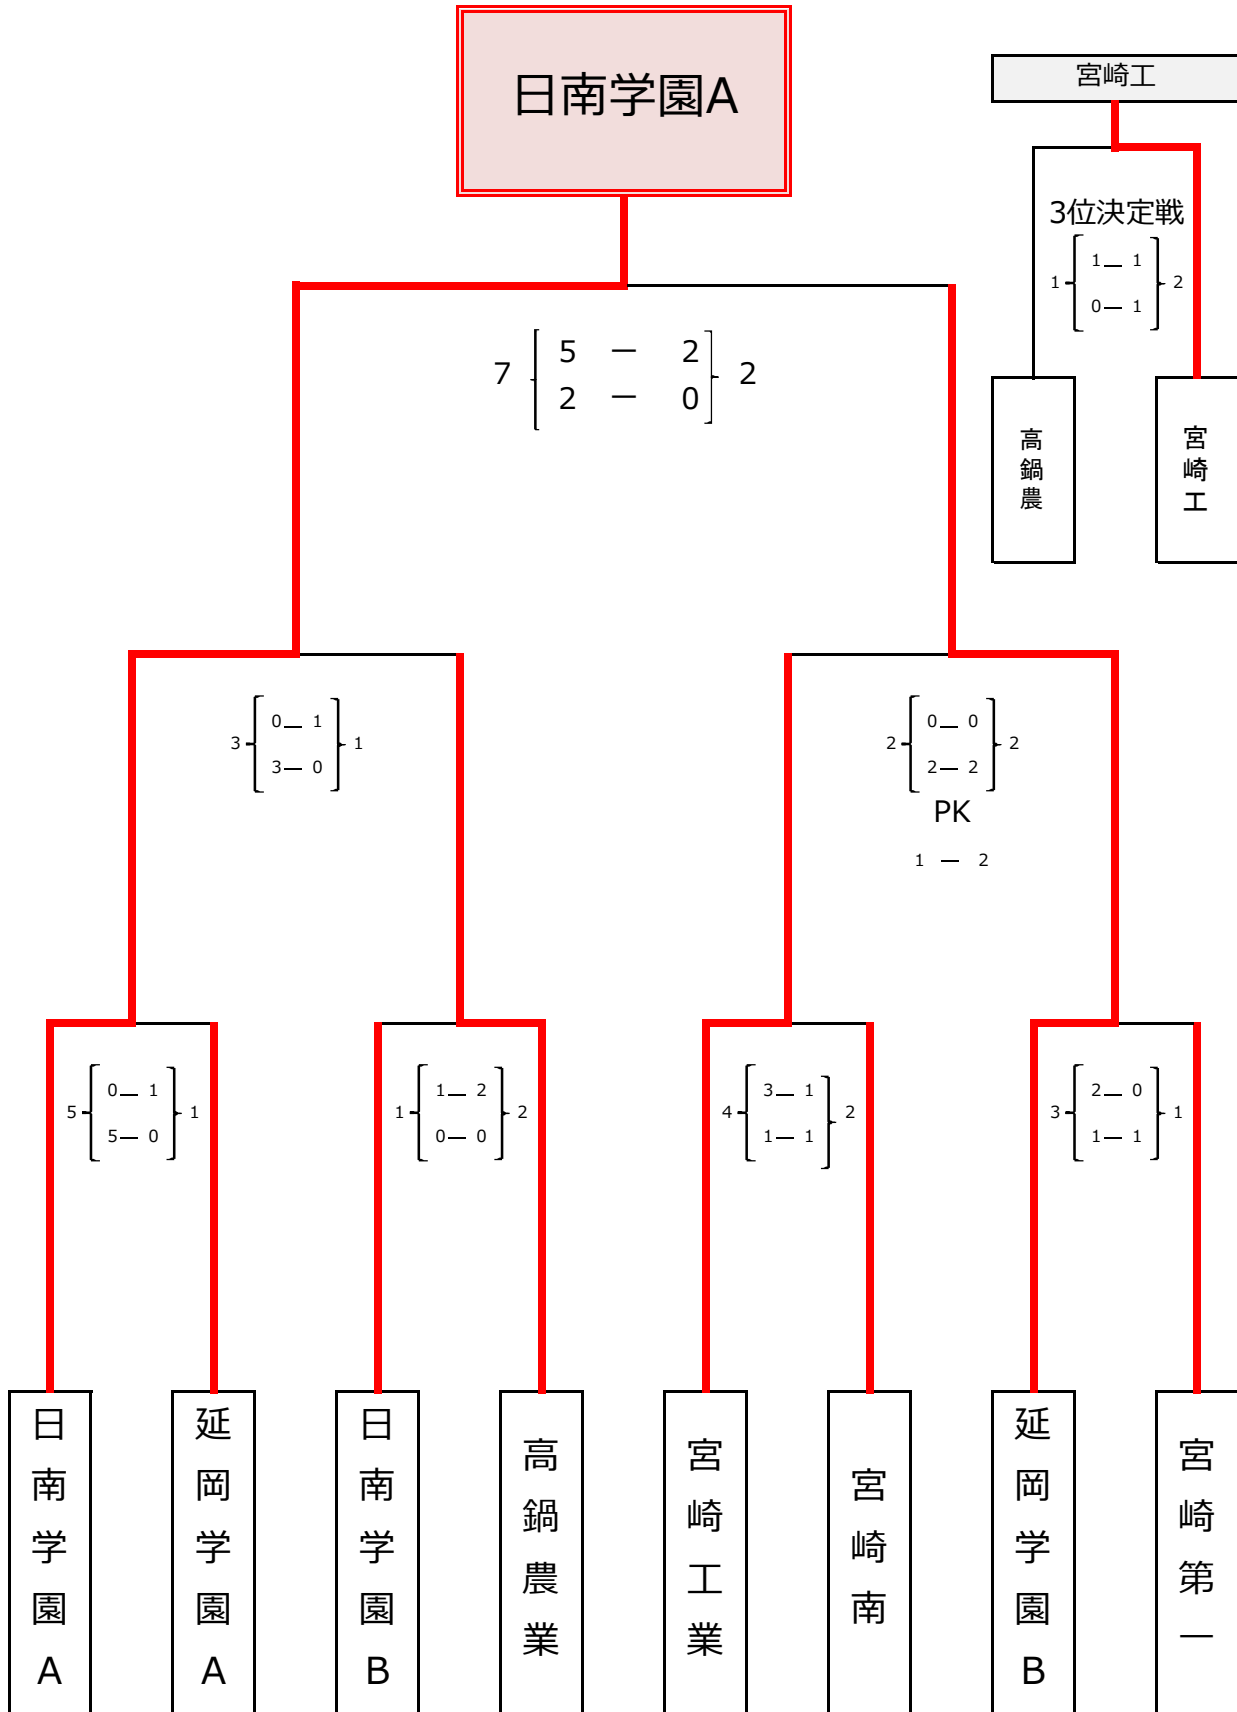 日南学園A
宮崎工
3位決定戦
1 1 — 1 2
0 — 1
高鍋農
宮崎工
7 5 — 2 2
2 — 0
3 0 — 1 1
3 — 0
2 0 — 0 2
2 — 2
PK
1 — 2
5 0 — 1 1
5 — 0
1 1 — 2 2
0 — 0
4 3 — 1 2
1 — 1
3 2 — 0 1
1 — 1
日南学園A
延岡学園A
日南学園B
高鍋農業
宮崎工業
宮崎南
延岡学園B
宮崎第一